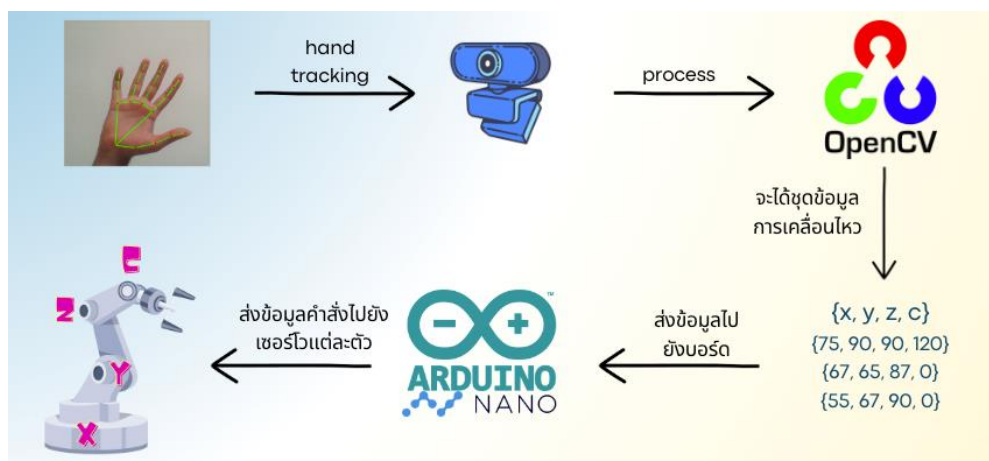 hand
tracking
process
OpenCV
จะได้ชุดข้อมูล
การเคลื่อนไหว
{x, y, z, c}
{75, 90, 90, 120}
{67, 65, 87, 0}
{55, 67, 90, 0}
ส่งข้อมูลไป
ยังบอร์ด
TM
ARDUINO
NANO
ส่งข้อมูลคำสั่งไปยัง
เซอร์โวแต่ละตัว
C
Z
Y
X